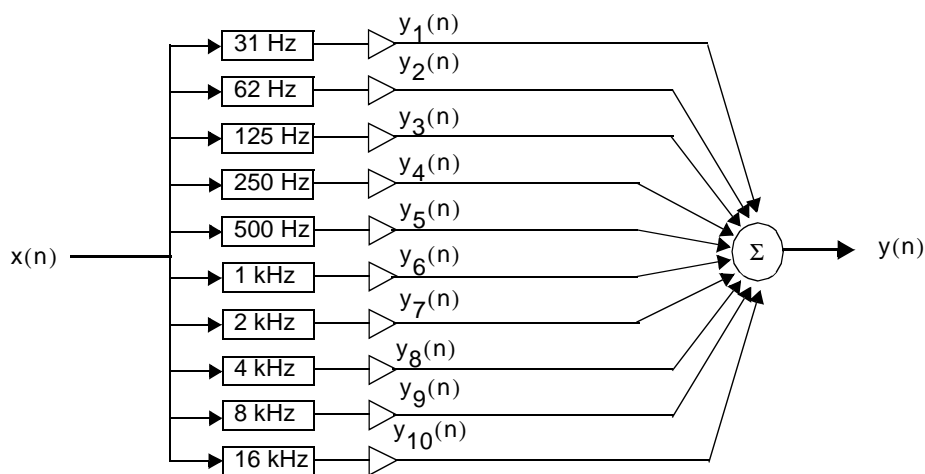 31 Hz y1(n)
62 Hz y2(n)
125 Hz y3(n)
250 Hz y4(n)
500 Hz y5(n)
x(n) Σ y(n)
1 kHz y6(n)
2 kHz y7(n)
4 kHz y8(n)
8 kHz y9(n)
16 kHz y10(n)